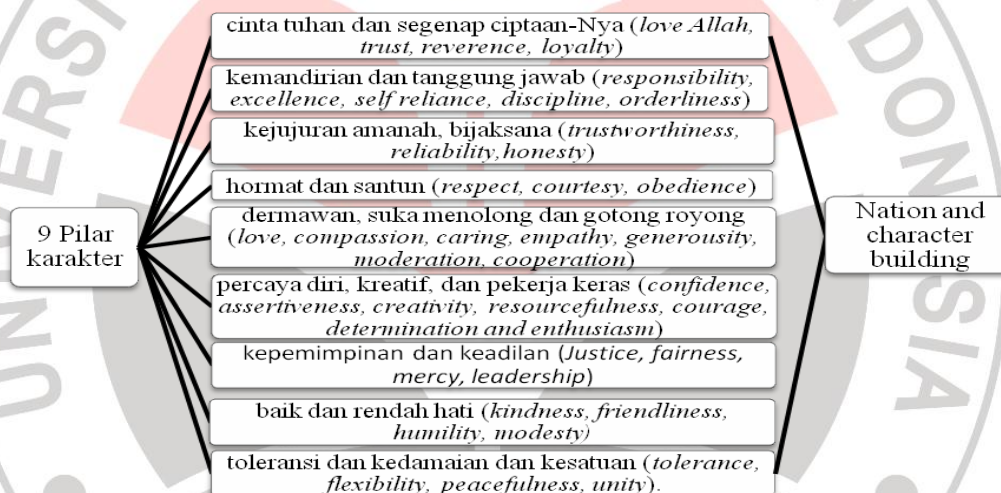 cinta tuhan dan segenap ciptaan-Nya (love Allah,
trust, reverence, loyalty)
kemandirian dan tanggung jawab (responsibility,
excellence, self reliance, discipline, orderliness)
kejujuran amanah, bijaksana (trustworthiness,
reliability,honesty)
hormat dan santun (respect, courtesy, obedience)
9 Pilar
karakter
dermawan, suka menolong dan gotong royong
(love, compassion, caring, empathy, generousity,
moderation, cooperation)
Nation and
character
building
percaya diri, kreatif, dan pekerja keras (confidence,
assertiveness, creativity, resourcefulness, courage,
determination and enthusiasm)
kepemimpinan dan keadilan (Justice, fairness,
mercy, leadership)
baik dan rendah hati (kindness, friendliness,
humility, modesty)
toleransi dan kedamaian dan kesatuan (tolerance,
flexibility, peacefulness, unity).